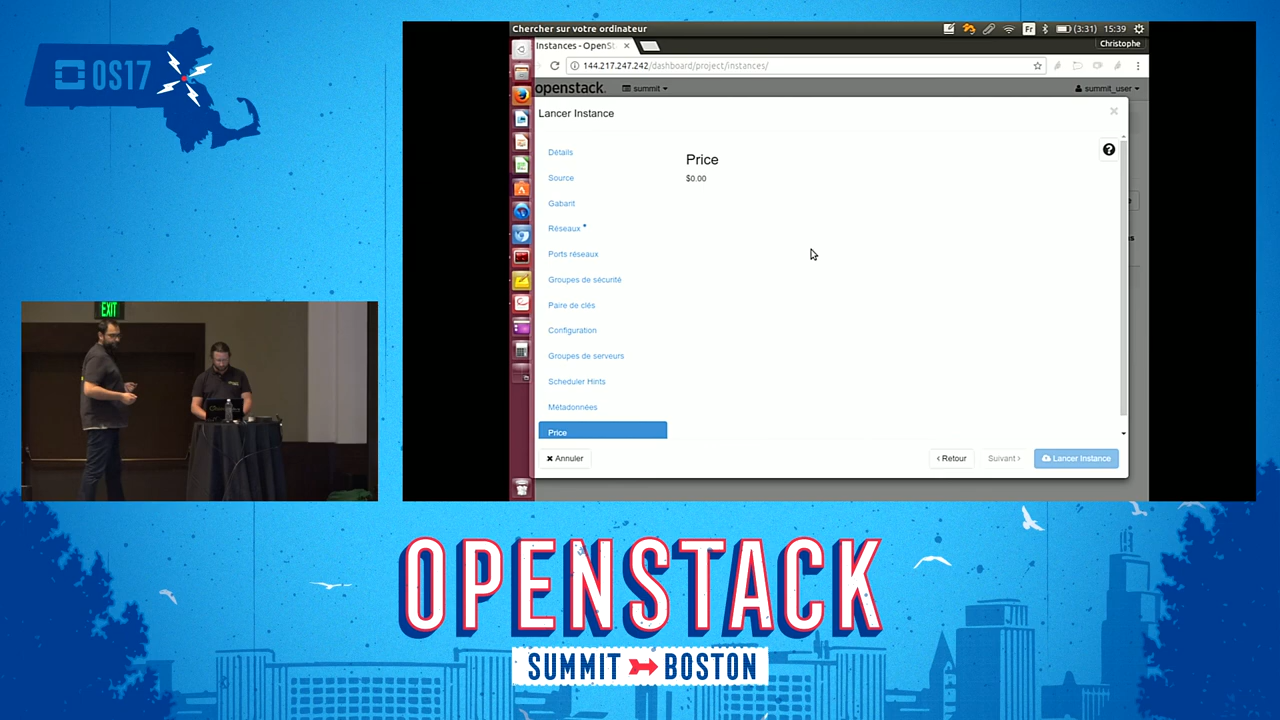 OS17
EXIT
Chercher sur votre ordinateur
Fr
(3:31)
15:39
Instances - OpenSt
Christophe
144.217.247.242/dashboard/project/instances/
openstack.
summit
summit_user
Lancer Instance
Détails
Source
Gabarit
Réseaux
Ports réseaux
Groupes de sécurité
Paire de clés
Configuration
Groupes de serveurs
Scheduler Hints
Métadonnées
Price
Price
$0.00
Annuler
Retour
Suivant
Lancer Instance
OPENSTACK
SUMMIT BOSTON